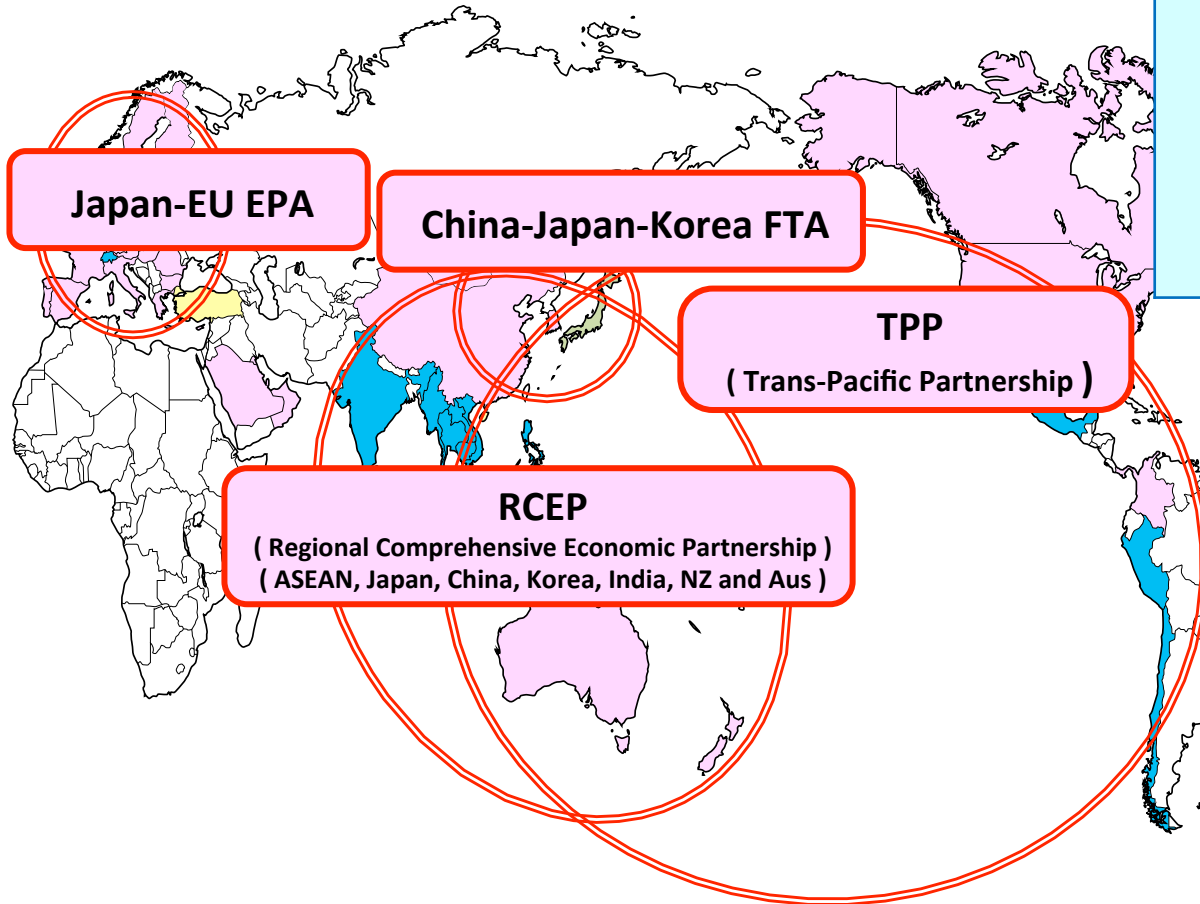 Japan-EU EPA
China-Japan-Korea FTA
TPP
( Trans-Pacific Partnership )
RCEP
( Regional Comprehensive Economic Partnership )
( ASEAN, Japan, China, Korea, India, NZ and Aus )